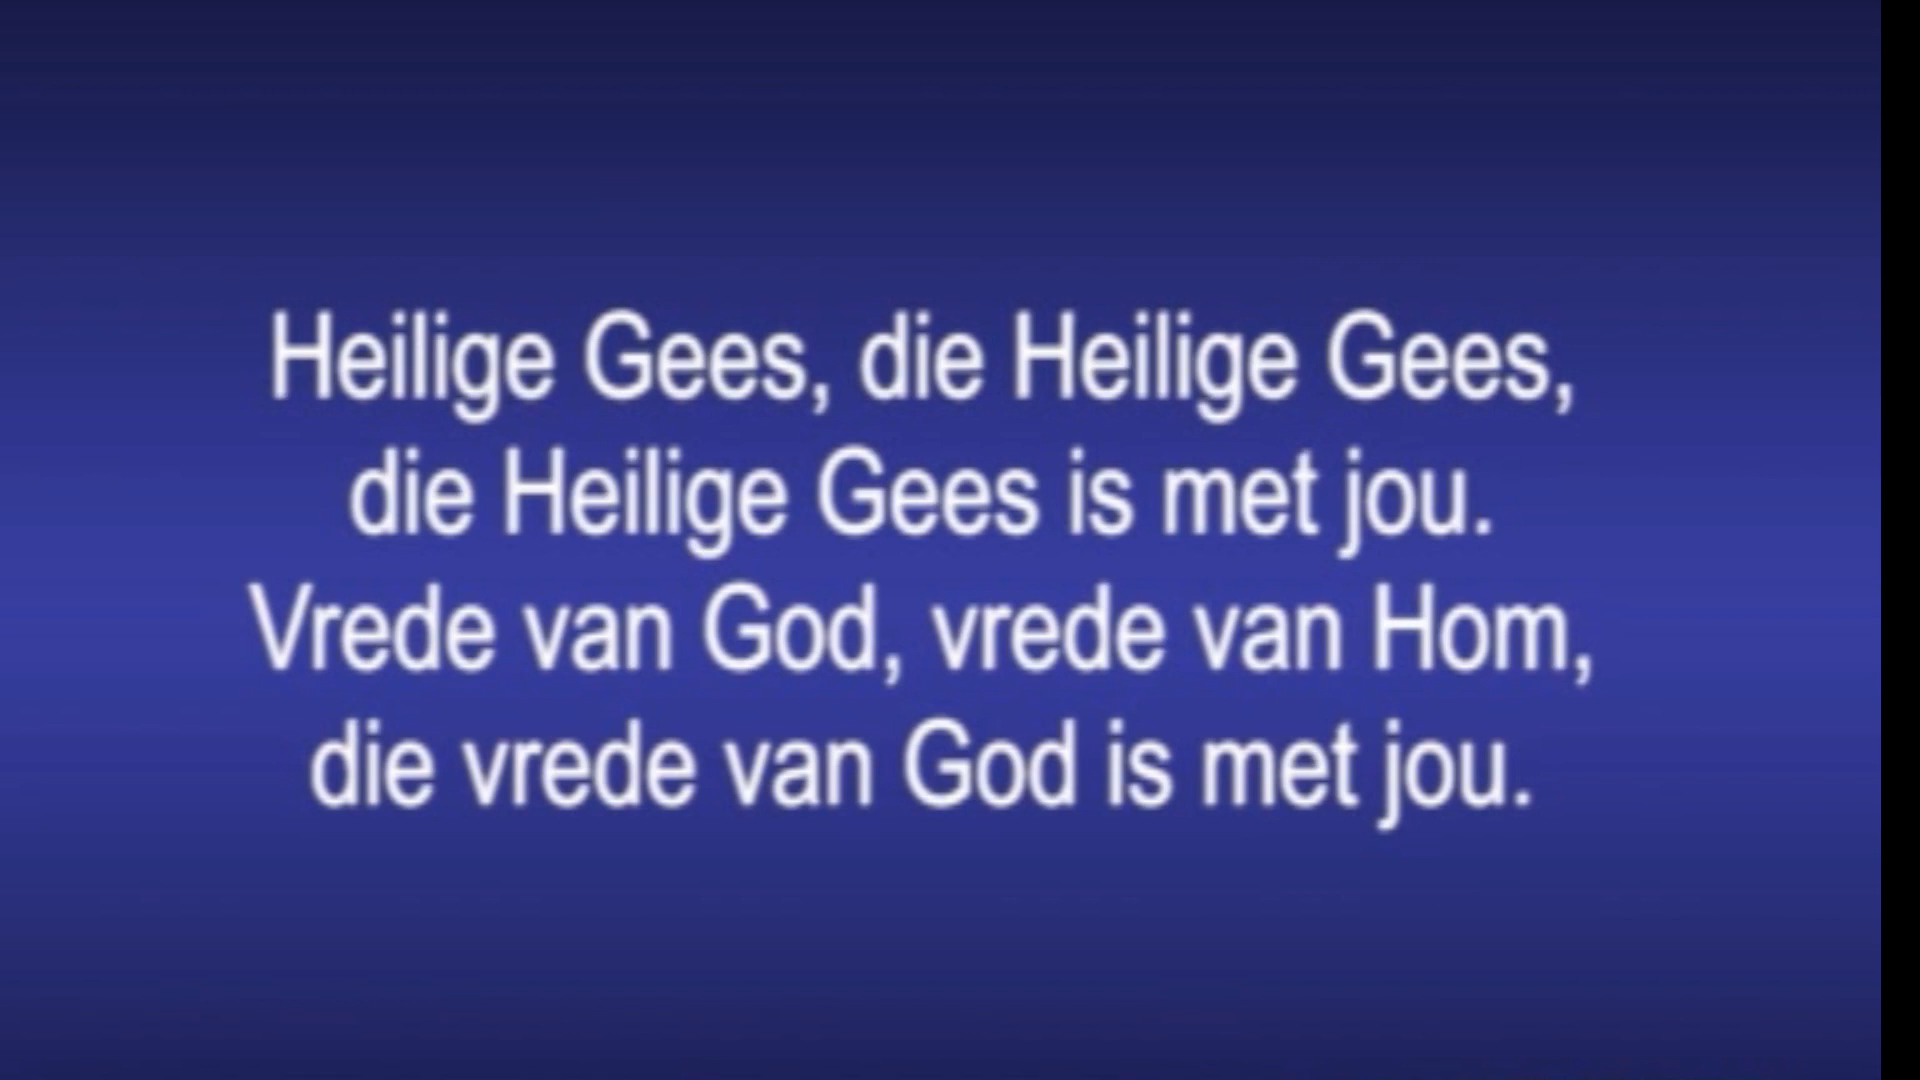 Heilige Gees, die Heilige Gees,
die Heilige Gees is met jou.
Vrede van God, vrede van Hom,
die vrede van God is met jou.